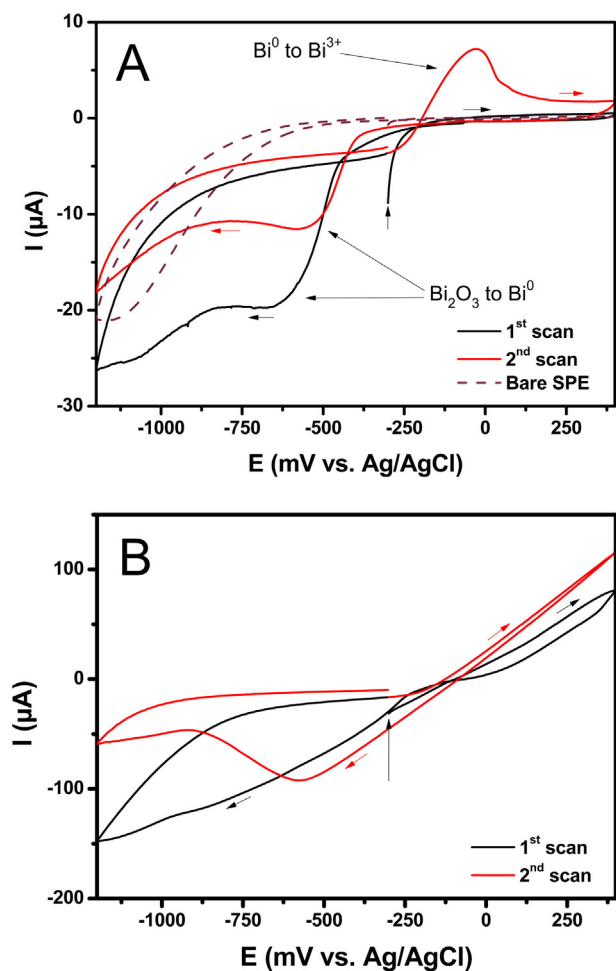 A
Bi⁰ to Bi³⁺
10
0
-10
-20
-30
I (µA)
Bi₂O₃ to Bi⁰
1ˢᵗ scan
2ⁿᵈ scan
Bare SPE
-1000 -750 -500 -250 0 250
E (mV vs. Ag/AgCl)
B
100
0
-100
-200
I (µA)
1ˢᵗ scan
2ⁿᵈ scan
-1000 -750 -500 -250 0 250
E (mV vs. Ag/AgCl)